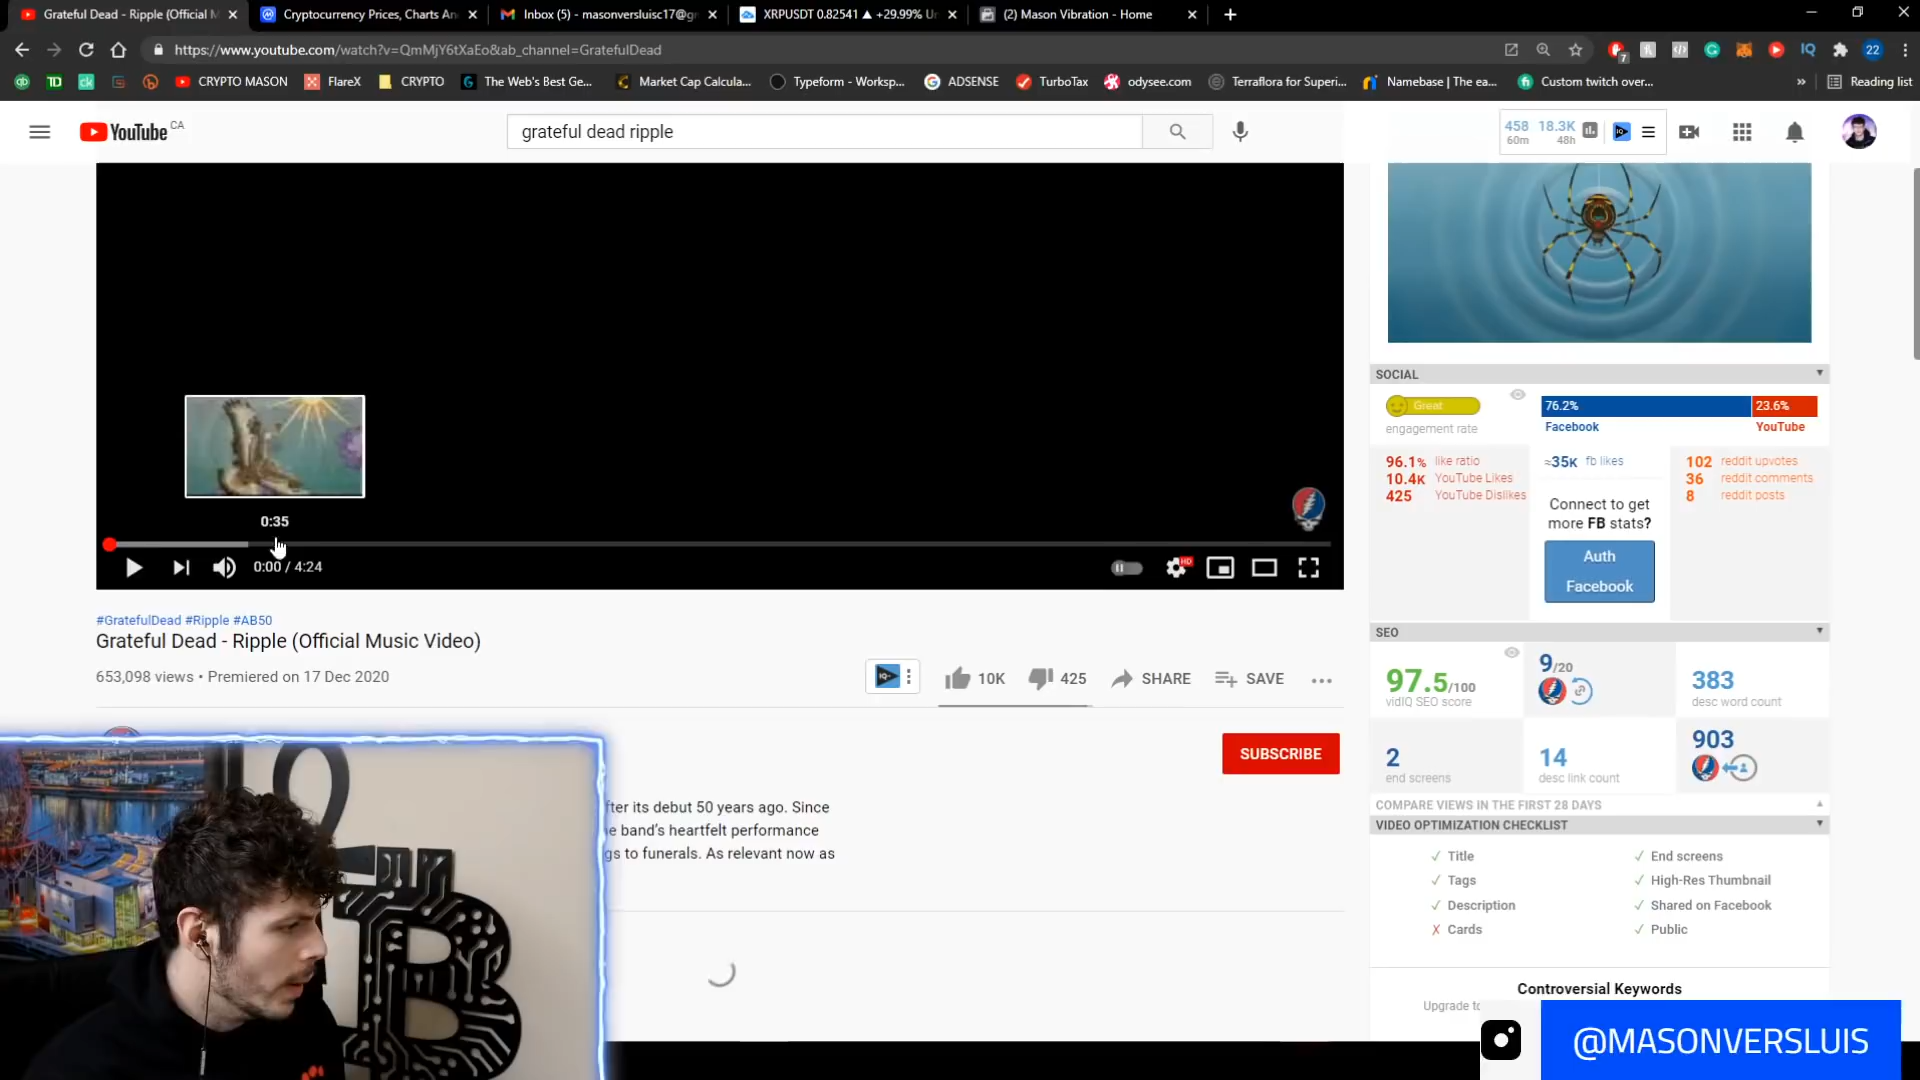 Grateful Dead - Ripple (Official M
Cryptocurrency Prices, Charts An
Inbox (5) - masonversluisc17@g
XRPUSDT 0.82541 ▲ +29.99% Un
(2) Mason Vibration - Home
https://www.youtube.com/watch?v=QmMjY6tXaEo&ab_channel=GratefulDead
7
22
CRYPTO MASON
FlareX
CRYPTO
The Web's Best Ge...
Market Cap Calcula...
Typeform - Worksp...
ADSENSE
TurboTax
odysee.com
Terraflora for Superi...
Namebase | The ea...
Custom twitch over...
Reading list
YouTube CA
grateful dead ripple
458 18.3K
60m 48h
0:35
0:00 / 4:24
HD
#GratefulDead #Ripple #AB50
Grateful Dead - Ripple (Official Music Video)
653,098 views • Premiered on 17 Dec 2020
10K
425
SHARE
SAVE
SUBSCRIBE
fter its debut 50 years ago. Since
e band's heartfelt performance
gs to funerals. As relevant now as
SOCIAL
Great
engagement rate
76.2%
23.6%
Facebook
YouTube
96.1% like ratio
10.4K YouTube Likes
425 YouTube Dislikes
≈35K fb likes
Connect to get
more FB stats?
Auth
Facebook
102 reddit upvotes
36 reddit comments
8 reddit posts
SEO
97.5/100
vidIQ SEO score
9/20
383
desc word count
2
end screens
14
desc link count
903
COMPARE VIEWS IN THE FIRST 28 DAYS
VIDEO OPTIMIZATION CHECKLIST
✓ Title
✓ End screens
✓ Tags
✓ High-Res Thumbnail
✓ Description
✓ Shared on Facebook
✗ Cards
✓ Public
Controversial Keywords
Upgrade to
@MASONVERSLUIS